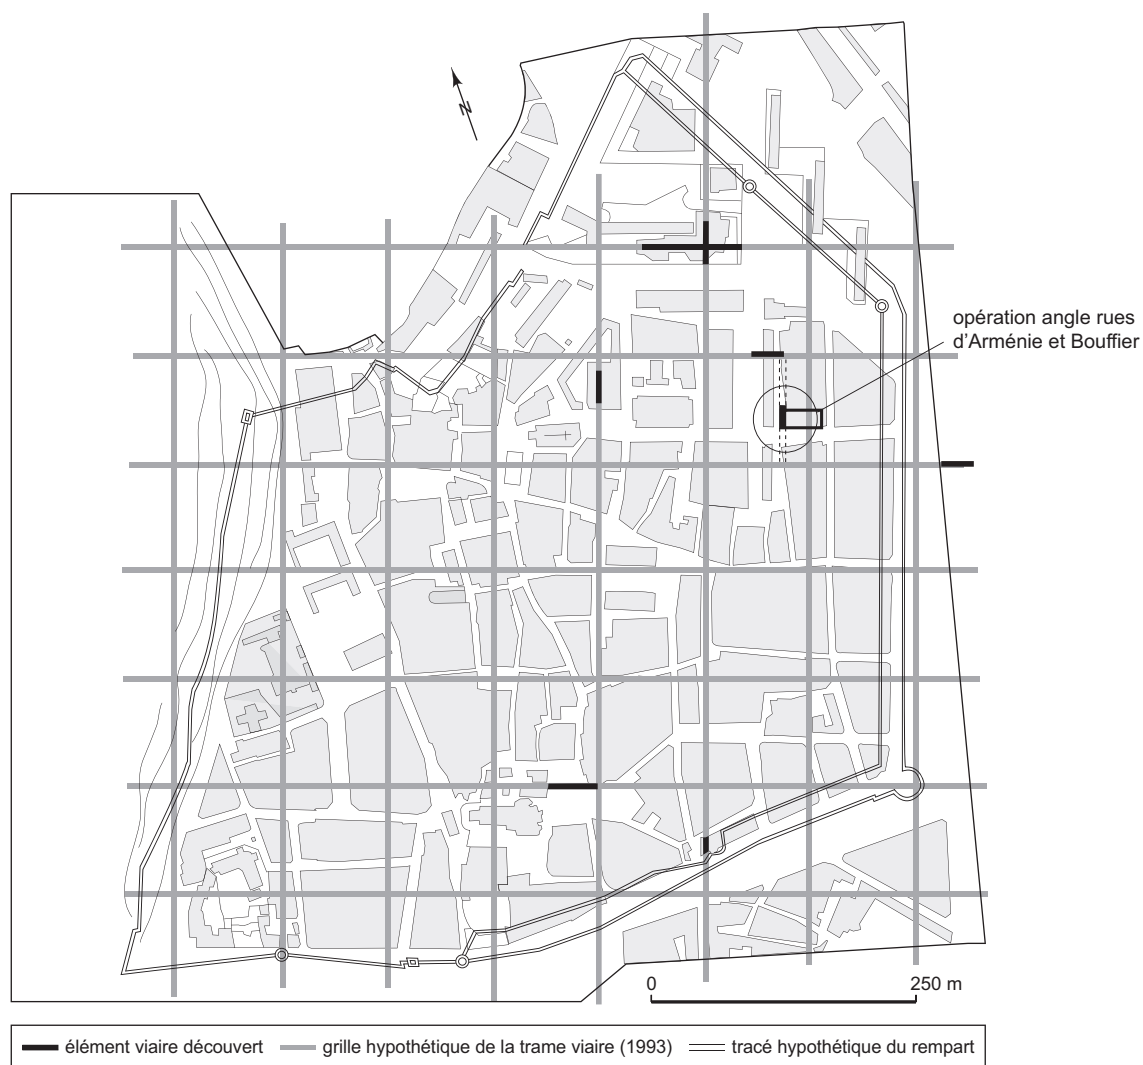 N
opération angle rues
d'Arménie et Bouffier
0 250 m
élément viaire découvert grille hypothétique de la trame viaire (1993) tracé hypothétique du rempart